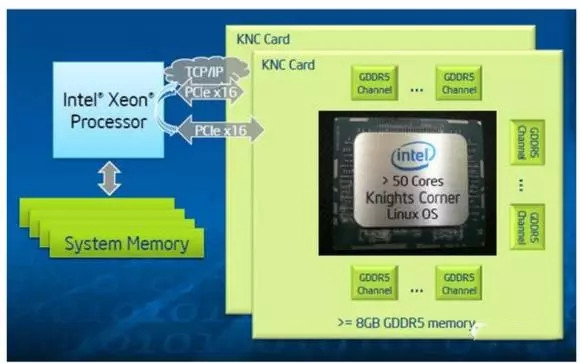 KNC Card
KNC Card
TCP/IP
PCIe x16
PCIe x16
Intel® Xeon®
Processor
System Memory
GDDR5
Channel
...
GDDR5
Channel
intel
> 50 Cores
Knights Corner
Linux OS
GDDR5
Channel
...
GDDR5
Channel
GDDR5
Channel
...
GDDR5
Channel
>= 8GB GDDR5 memory